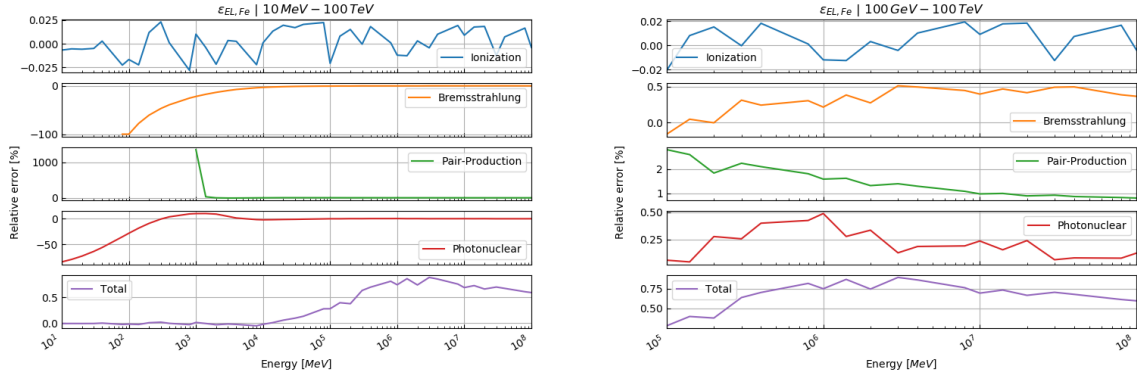 ε_{EL,Fe} | 10 MeV − 100 TeV
0.025
0.000
−0.025
Ionization
0
−100
Bremsstrahlung
1000
0
Pair-Production
0
−50
Photonuclear
0.5
0.0
Total
Relative error [%]
10^1 10^2 10^3 10^4 10^5 10^6 10^7 10^8
Energy [MeV]
ε_{EL,Fe} | 100 GeV − 100 TeV
0.02
0.00
−0.02
Ionization
0.5
0.0
Bremsstrahlung
2
1
Pair-Production
0.50
0.25
Photonuclear
0.75
0.50
Total
Relative error [%]
10^5 10^6 10^7 10^8
Energy [MeV]